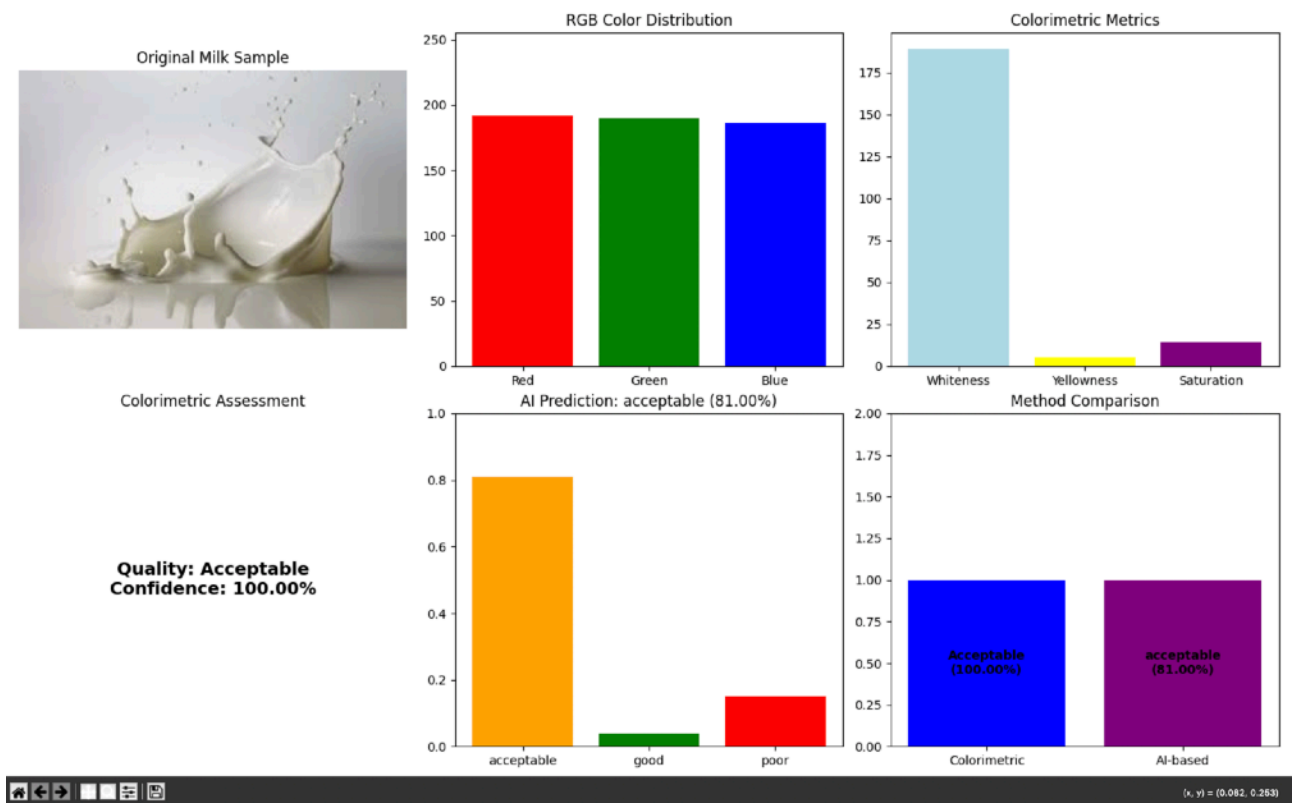 Original Milk Sample
RGB Color Distribution
250
200
150
100
50
0
Red Green Blue
Colorimetric Metrics
175
150
125
100
75
50
25
0
Whiteness Yellowness Saturation
Colorimetric Assessment
Quality: Acceptable
Confidence: 100.00%
AI Prediction: acceptable (81.00%)
1.0
0.8
0.6
0.4
0.2
0.0
acceptable good poor
Method Comparison
2.00
1.75
1.50
1.25
1.00
0.75
0.50
0.25
0.00
Acceptable
(100.00%)
acceptable
(81.00%)
Colorimetric AI-based
(x, y) = (0.082, 0.253)